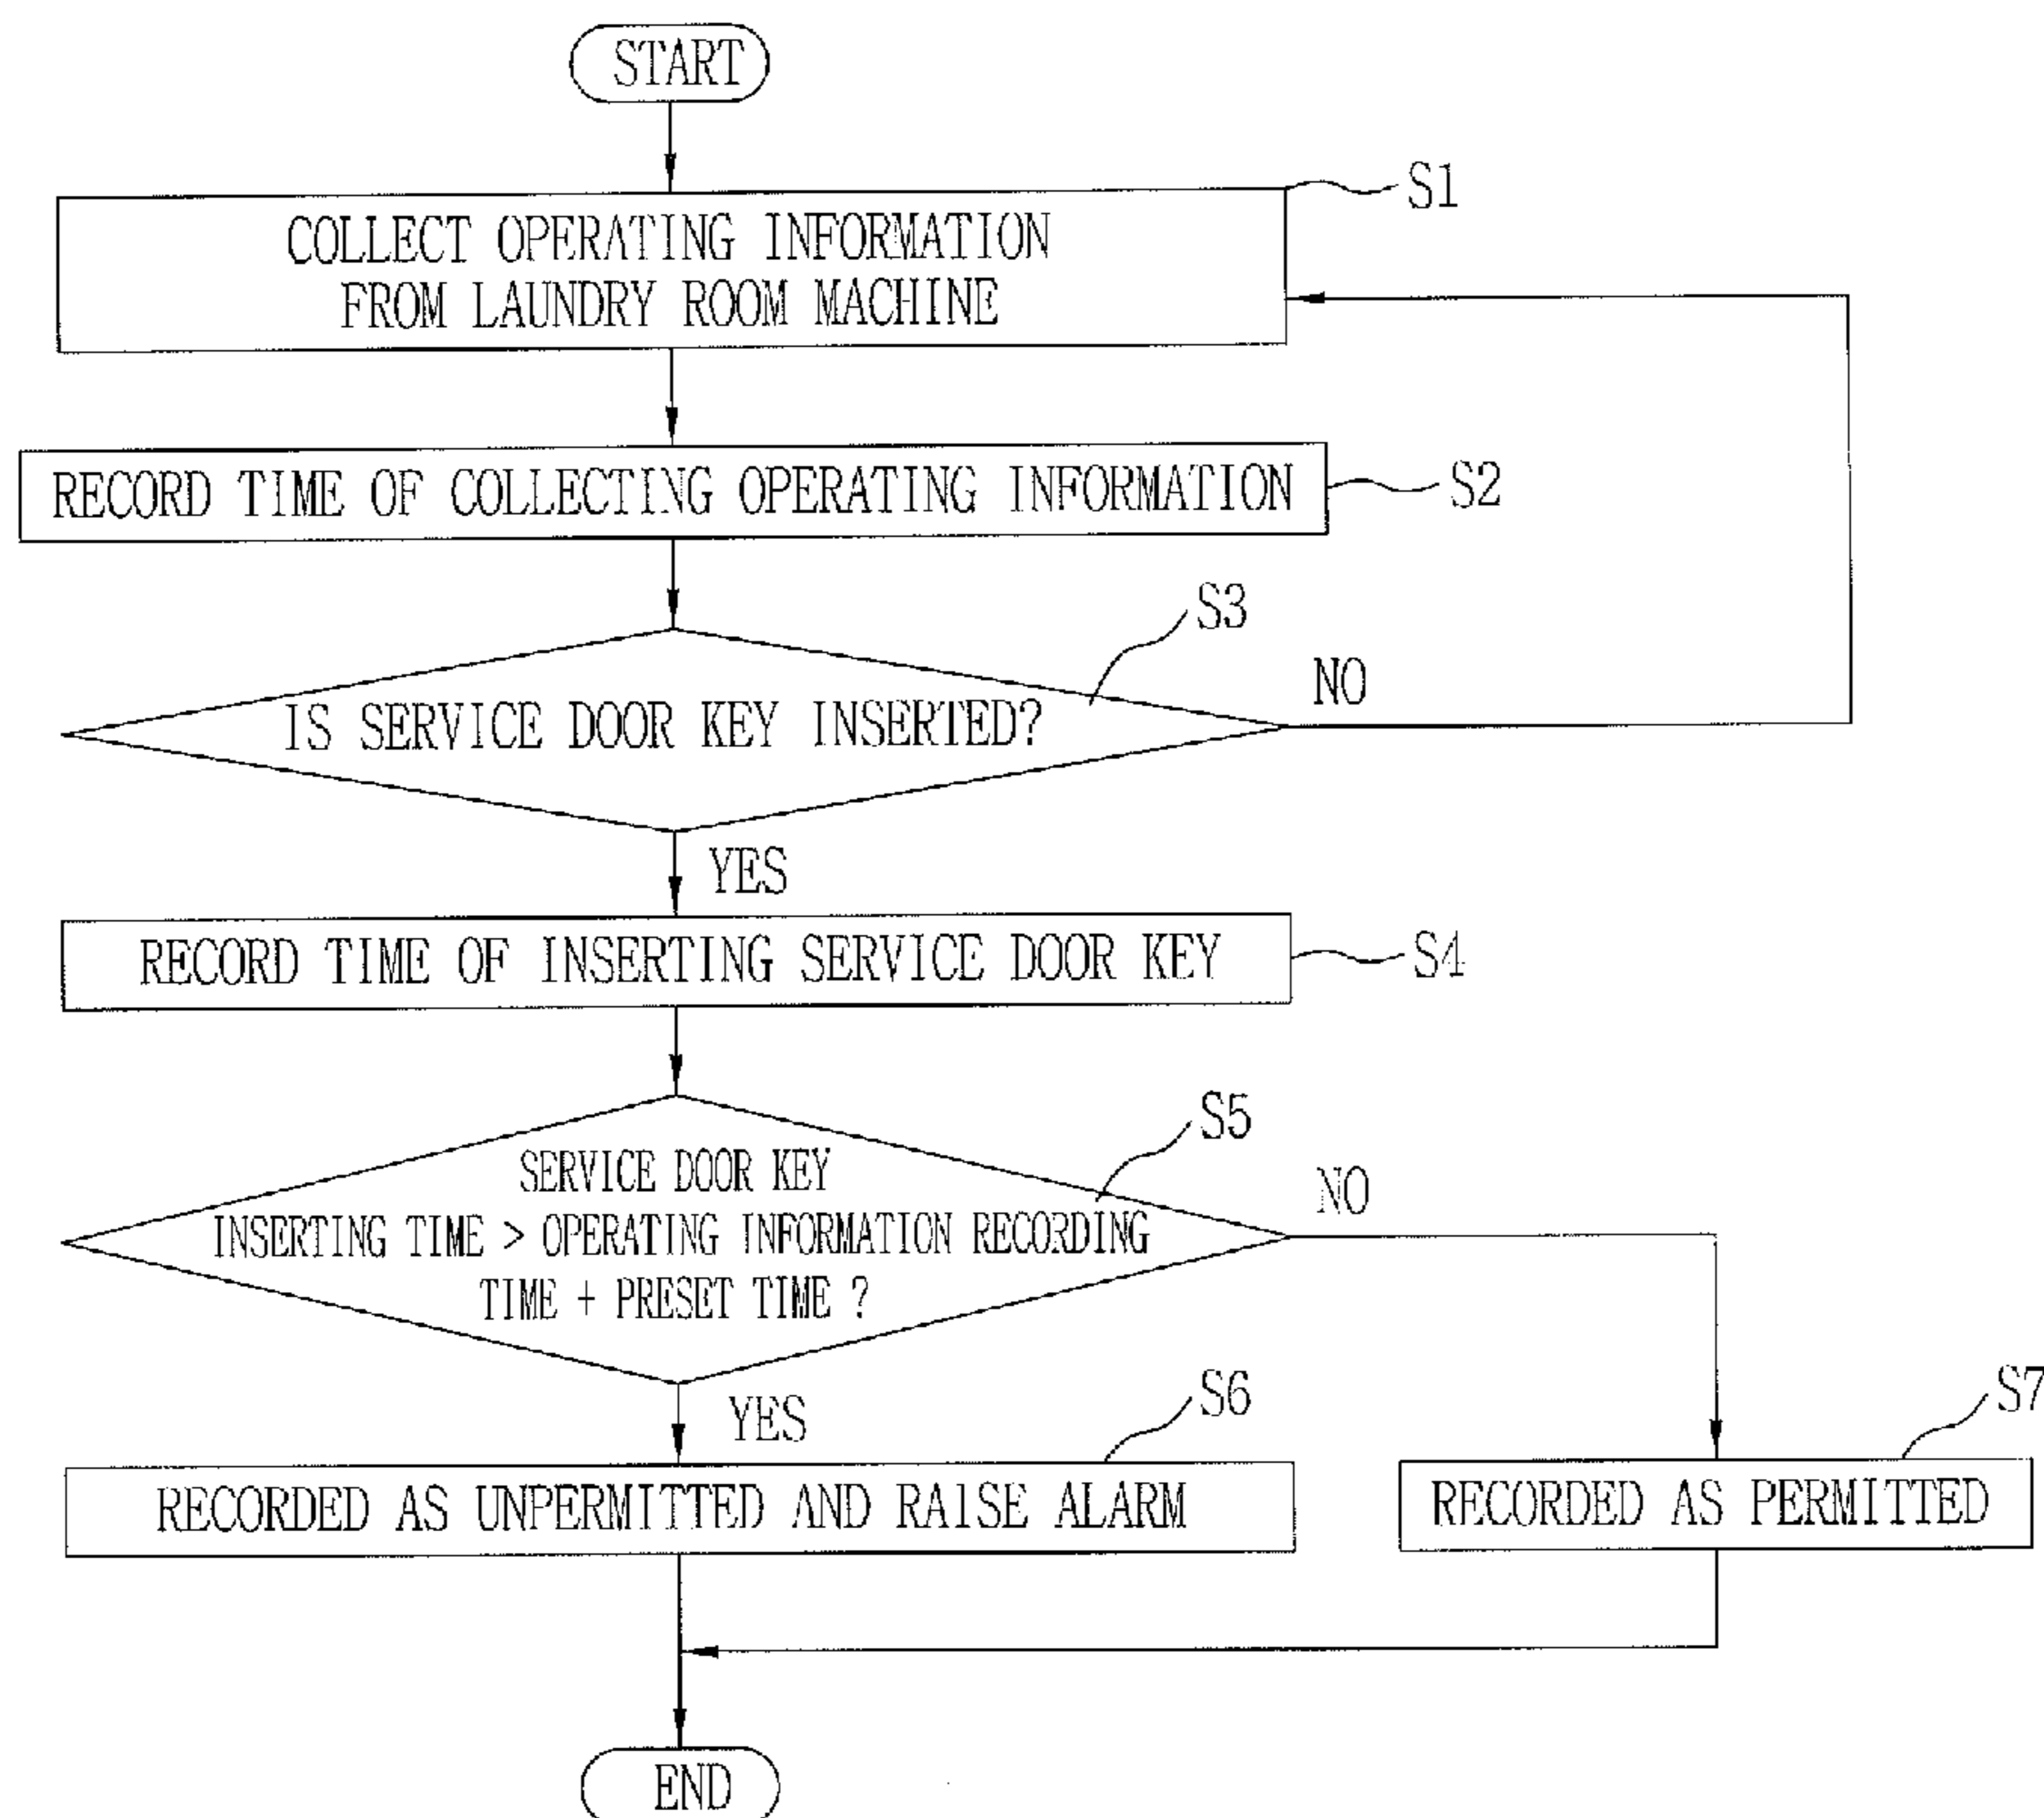 START
S1
COLLECT OPERATING INFORMATION
FROM LAUNDRY ROOM MACHINE
RECORD TIME OF COLLECTING OPERATING INFORMATION
S2
S3
NO
IS SERVICE DOOR KEY INSERTED?
YES
RECORD TIME OF INSERTING SERVICE DOOR KEY
S4
S5
SERVICE DOOR KEY
NO
INSERTING TIME > OPERATING INFORMATION RECORDING
TIME + PRESET TIME ?
YES
S6
S7
RECORDED AS UNPERMITTED AND RAISE ALARM
RECORDED AS PERMITTED
END